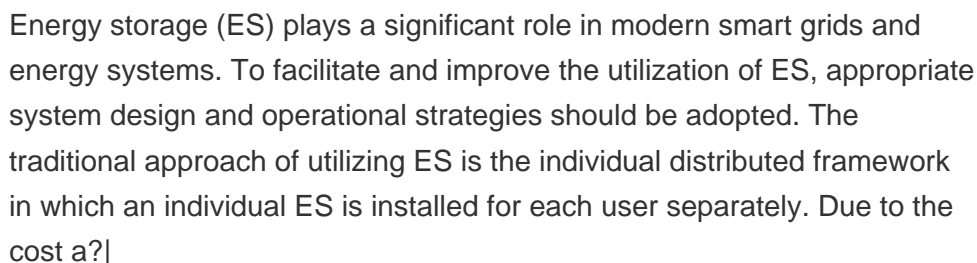 Energy storage (ES) plays a significant role in modern smart grids and
energy systems. To facilitate and improve the utilization of ES, appropriate
system design and operational strategies should be adopted. The
traditional approach of utilizing ES is the individual distributed framework
in which an individual ES is installed for each user separately. Due to the
cost a?|